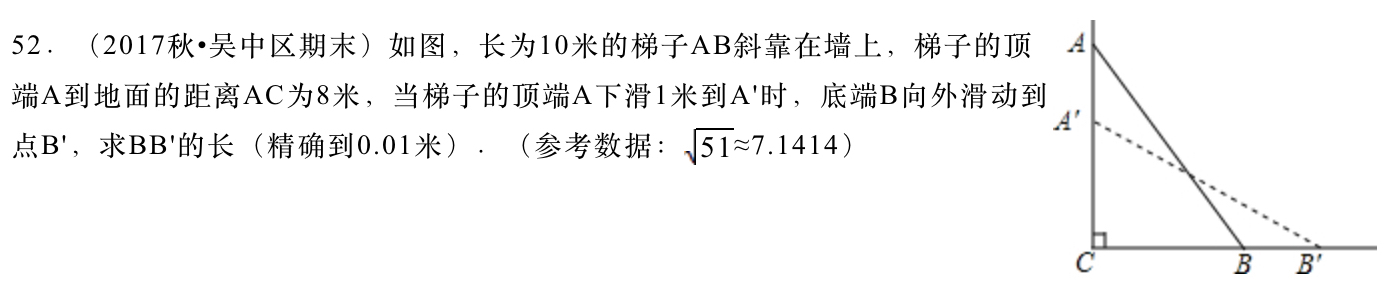 52．（2017秋•吴中区期末）如图，长为10米的梯子AB斜靠在墙上，梯子的顶
端A到地面的距离AC为8米，当梯子的顶端A下滑1米到A'时，底端B向外滑动到
点B'，求BB'的长（精确到0.01米）．（参考数据：√51≈7.1414）
A
A'
C
B
B'